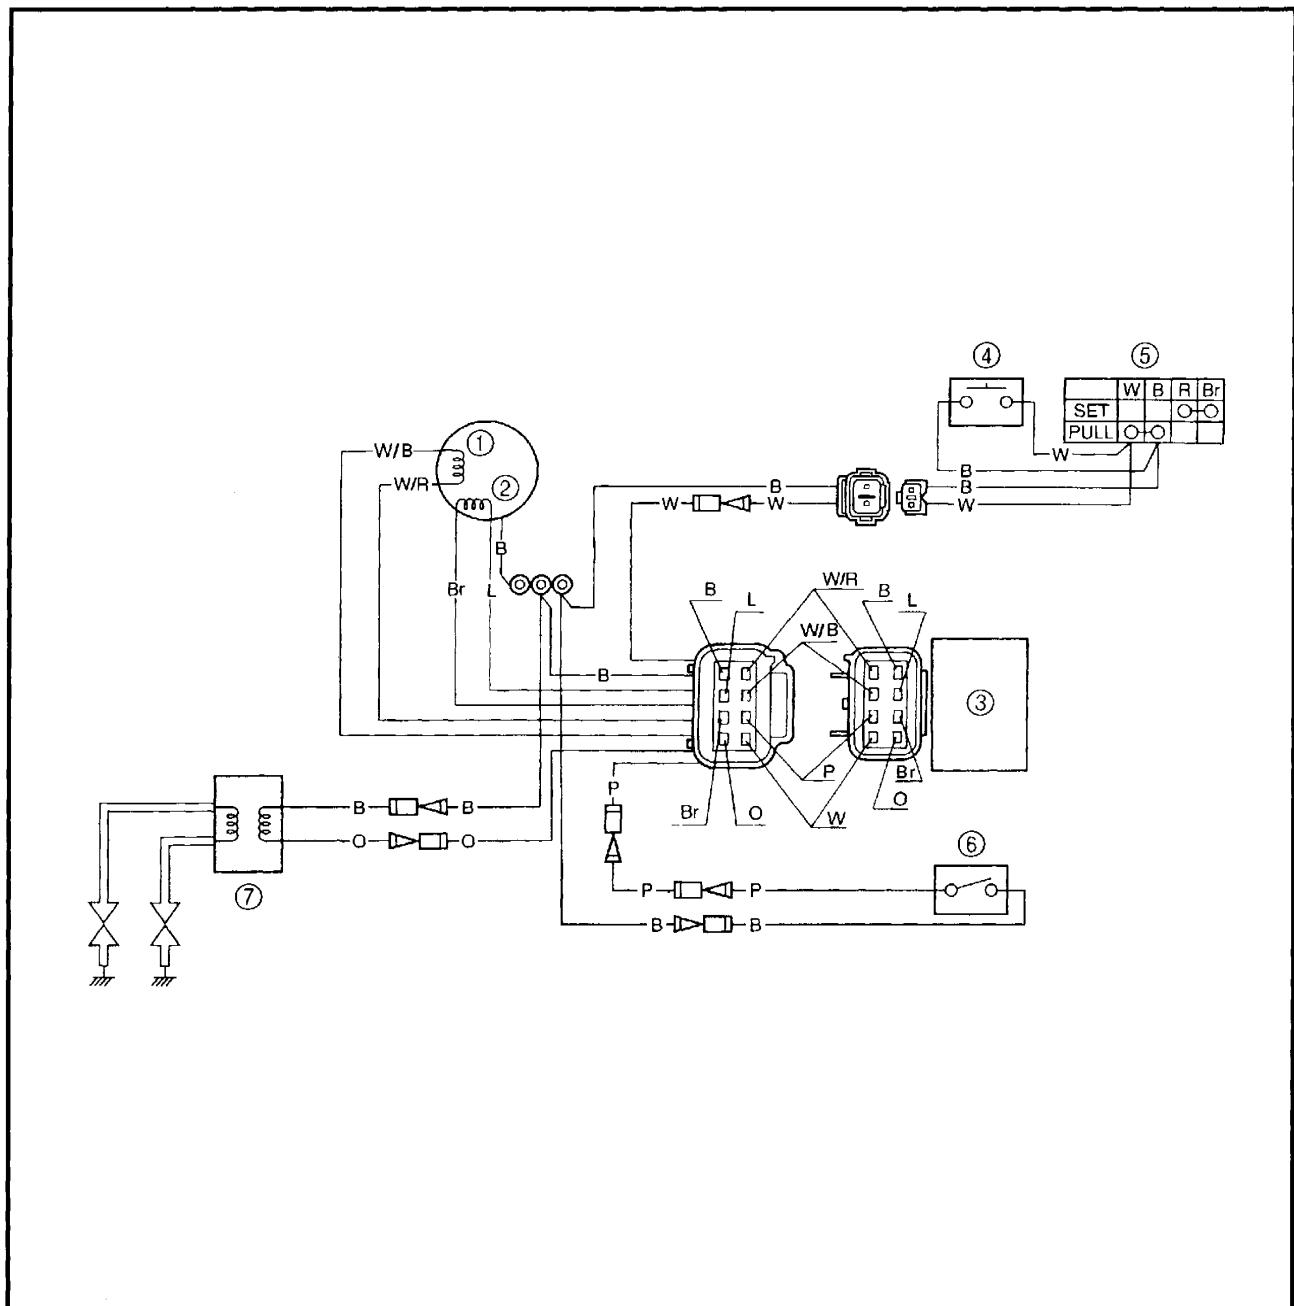 ④ ⑤
W B R Br
SET
PULL
W
B
B
W
①
W/B
W/R
②
B
W W
B
Br L
B L W/R B L
W/B
B
③
P
Br O W Br
O
P
B B
O O
⑦
⑥
P P
B B